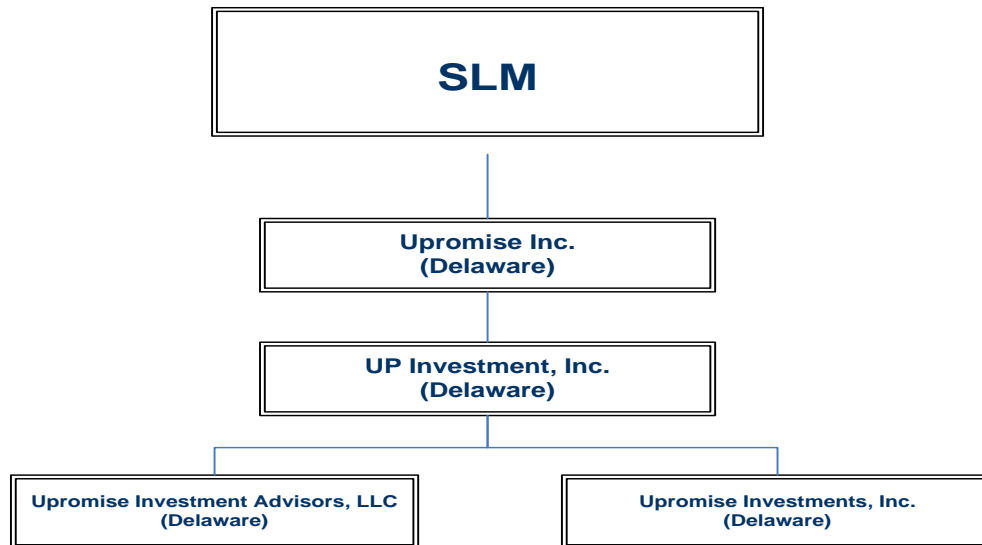 SLM
Upromise Inc.
(Delaware)
UP Investment, Inc.
(Delaware)
Upromise Investment Advisors, LLC
(Delaware)
Upromise Investments, Inc.
(Delaware)